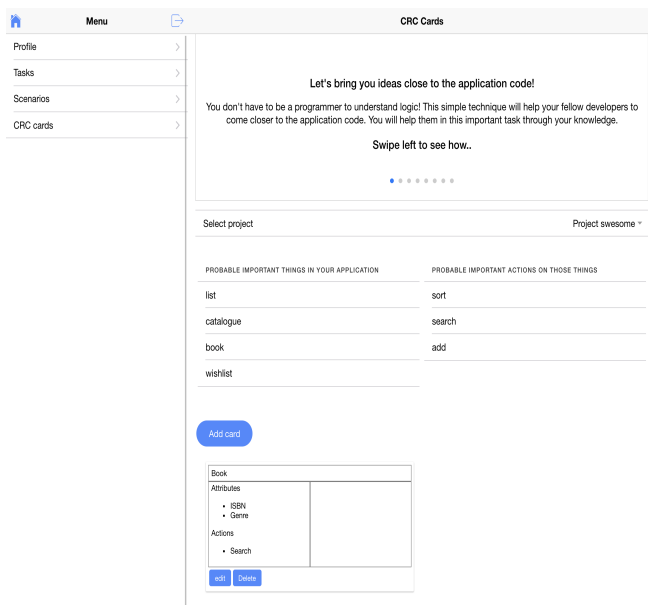 Menu
CRC Cards
Profile
Tasks
Scenarios
CRC cards
Let's bring you ideas close to the application code!
You don't have to be a programmer to understand logic! This simple technique will help your fellow developers to
come closer to the application code. You will help them in this important task through your knowledge.
Swipe left to see how..
Select project
Project swesome
PROBABLE IMPORTANT THINGS IN YOUR APPLICATION
list
catalogue
book
wishlist
PROBABLE IMPORTANT ACTIONS ON THOSE THINGS
sort
search
add
Add card
Book
Attributes
• ISBN
• Genre
Actions
• Search
edit
Delete